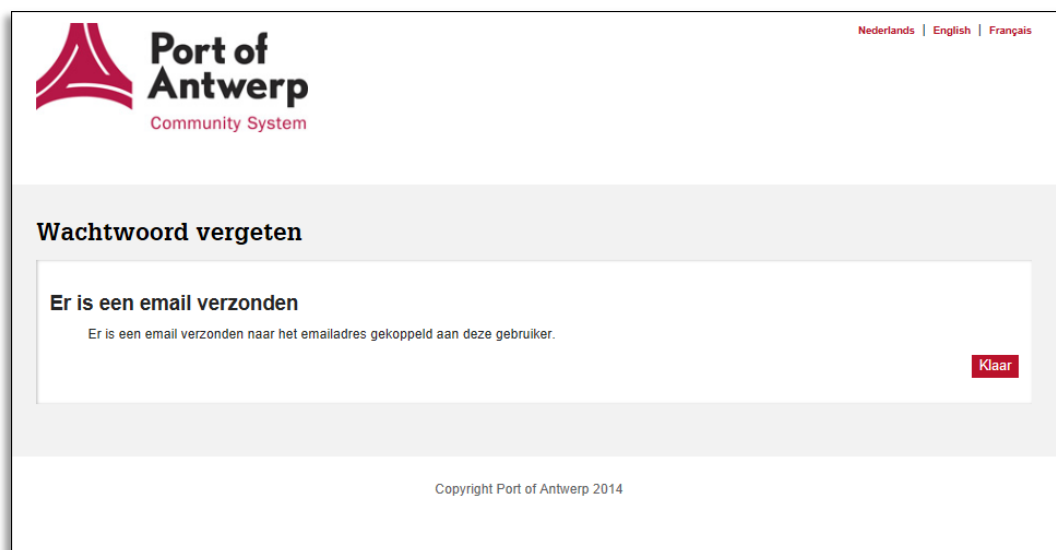 Port of
Antwerp
Community System
Nederlands | English | Français
Wachtwoord vergeten
Er is een email verzonden
Er is een email verzonden naar het emailadres gekoppeld aan deze gebruiker.
Klaar
Copyright Port of Antwerp 2014